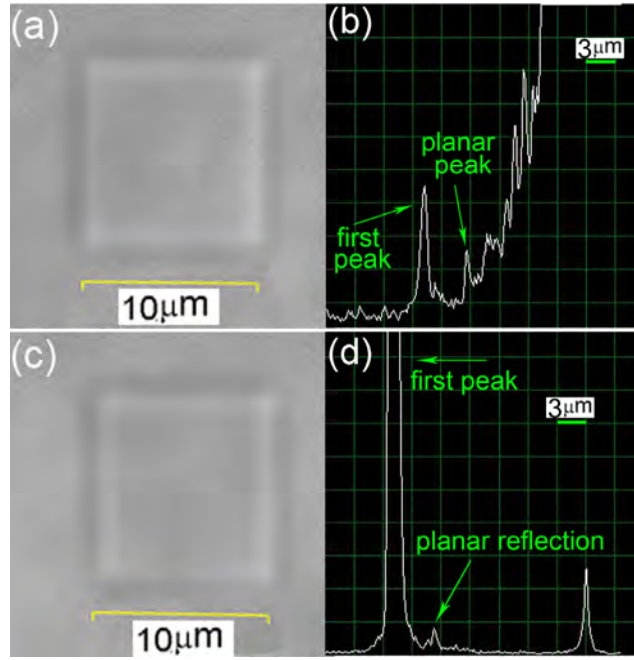 (a)
10µm
(b)
3µm
planar
peak
first
peak
(c)
10µm
(d)
first peak
3µm
planar reflection